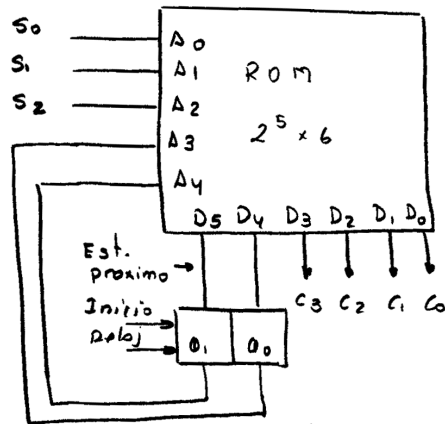 S0
S1
S2
A0
A1
A2
A3
A4
ROM
2^5 x 6
D5 D4 D3 D2 D1 D0
Est.
proximo
Inicio
Reloj
Q1 Q0
C3 C2 C1 C0